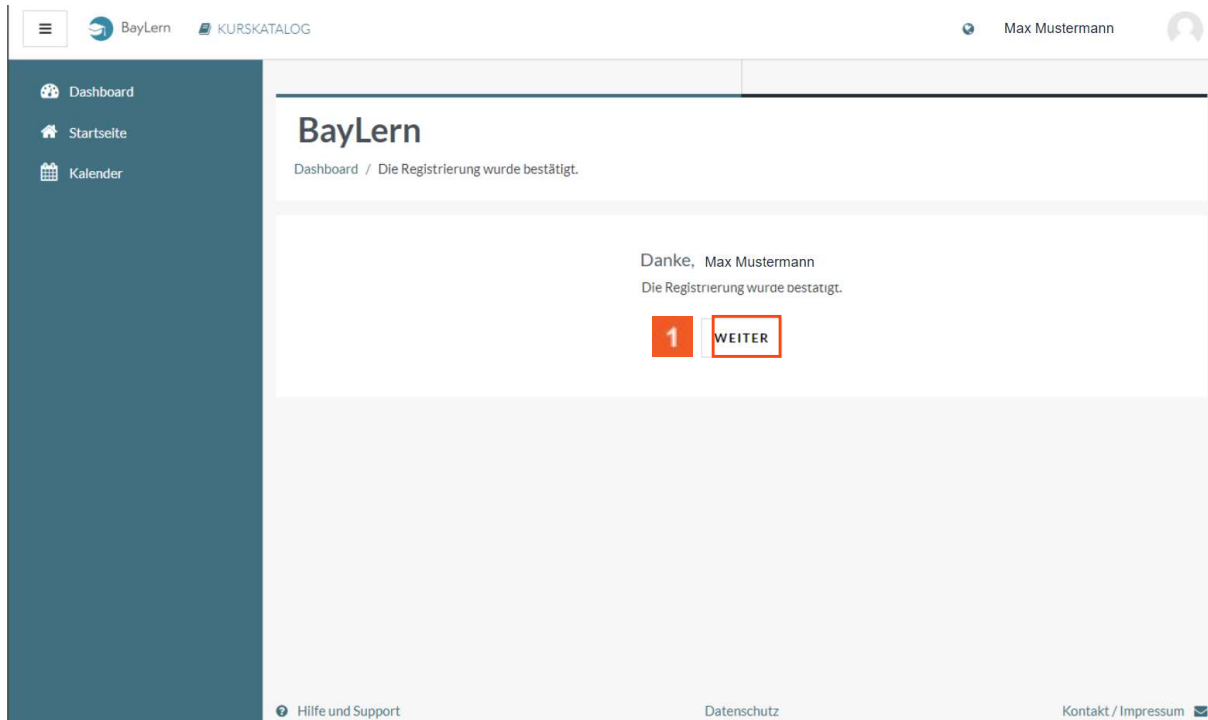 BayLern KURSKATALOG Max Mustermann
Dashboard
Startseite
Kalender
BayLern
Dashboard / Die Registrierung wurde bestätigt.
Danke, Max Mustermann
Die Registrierung wurde bestätigt.
1 WEITER
Hilfe und Support Datenschutz Kontakt / Impressum